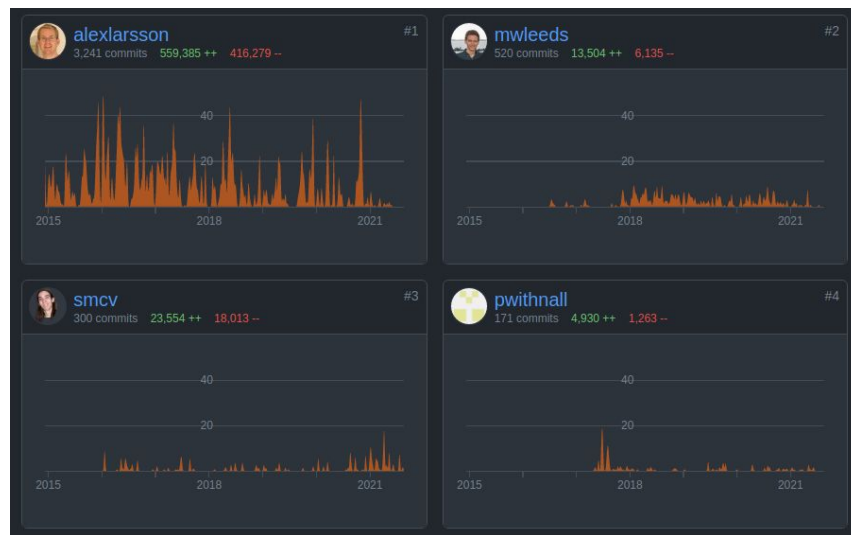 alexlarsson #1
3,241 commits 559,385 ++ 416,279 --
40
20
2015 2018 2021
mwleeds #2
520 commits 13,504 ++ 6,135 --
40
20
2015 2018 2021
smcv #3
300 commits 23,554 ++ 18,013 --
40
20
2015 2018 2021
pwithnall #4
171 commits 4,930 ++ 1,263 --
40
20
2015 2018 2021